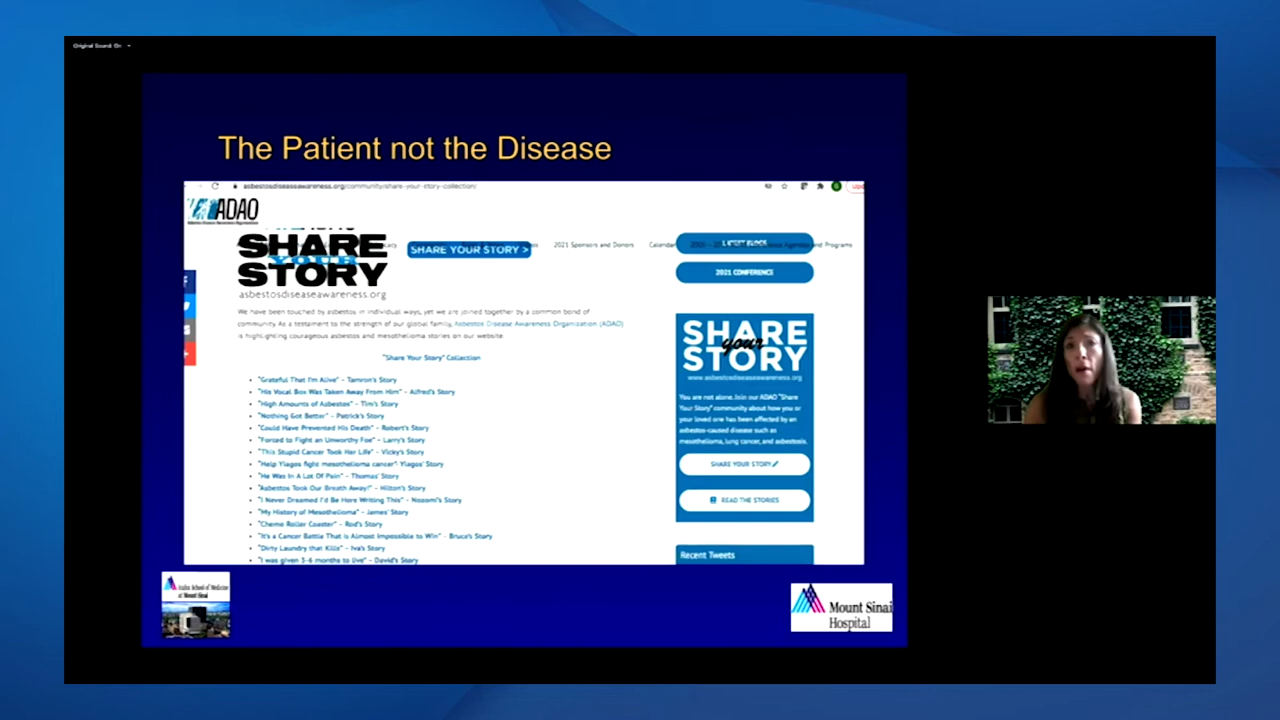 Original Sound: On
The Patient not the Disease
asbestosdiseaseawareness.org/community/share-your-story-collection/
ADAO
SHARE
YOUR
STORY
asbestosdiseaseawareness.org
SHARE YOUR STORY >
2021 Sponsors and Donors
Calendar
and Programs
LATEST BLOGS
2021 CONFERENCE
We have been touched by asbestos in individual ways, yet we are joined together by a common bond of
community. As a testament to the strength of our global family, Asbestos Disease Awareness Organization (ADAO)
is highlighting courageous asbestos and mesothelioma stories on our website.
"Share Your Story" Collection
• "Grateful That I'm Alive" – Tamron's Story
• "His Vocal Box Was Taken Away From Him" – Alfred's Story
• "High Amounts of Asbestos" – Tim's Story
• "Nothing Got Better" – Patrick's Story
• "Could Have Prevented His Death" – Robert's Story
• "Forced to Fight an Unworthy Foe" – Larry's Story
• "This Stupid Cancer Took Her Life" – Vicky's Story
• "Help Ylagos fight mesothelioma cancer"- Ylagos' Story
• "He Was In A Lot Of Pain" – Thomas' Story
• "Asbestos Took Our Breath Away!" – Hilton's Story
• "I Never Dreamed I'd Be Here Writing This" – Naaomi's Story
• "My History of Mesothelioma" – James' Story
• "Chemo Roller Coaster" – Rod's Story
• "It's a Cancer Battle That is Almost Impossible to Win" – Bruce's Story
• "Dirty Laundry that Kills" – Iva's Story
• "I was given 3-6 months to live" – David's Story
SHARE
your
STORY
www.asbestosdiseaseawareness.org
You are not alone. Join our ADAO "Share
Your Story" community about how you or
your loved one has been affected by an
asbestos-caused disease such as
mesothelioma, lung cancer, and asbestosis.
SHARE YOUR STORY
READ THE STORIES
Recent Tweets
School of Medicine
at Mount Sinai
Mount Sinai
Hospital